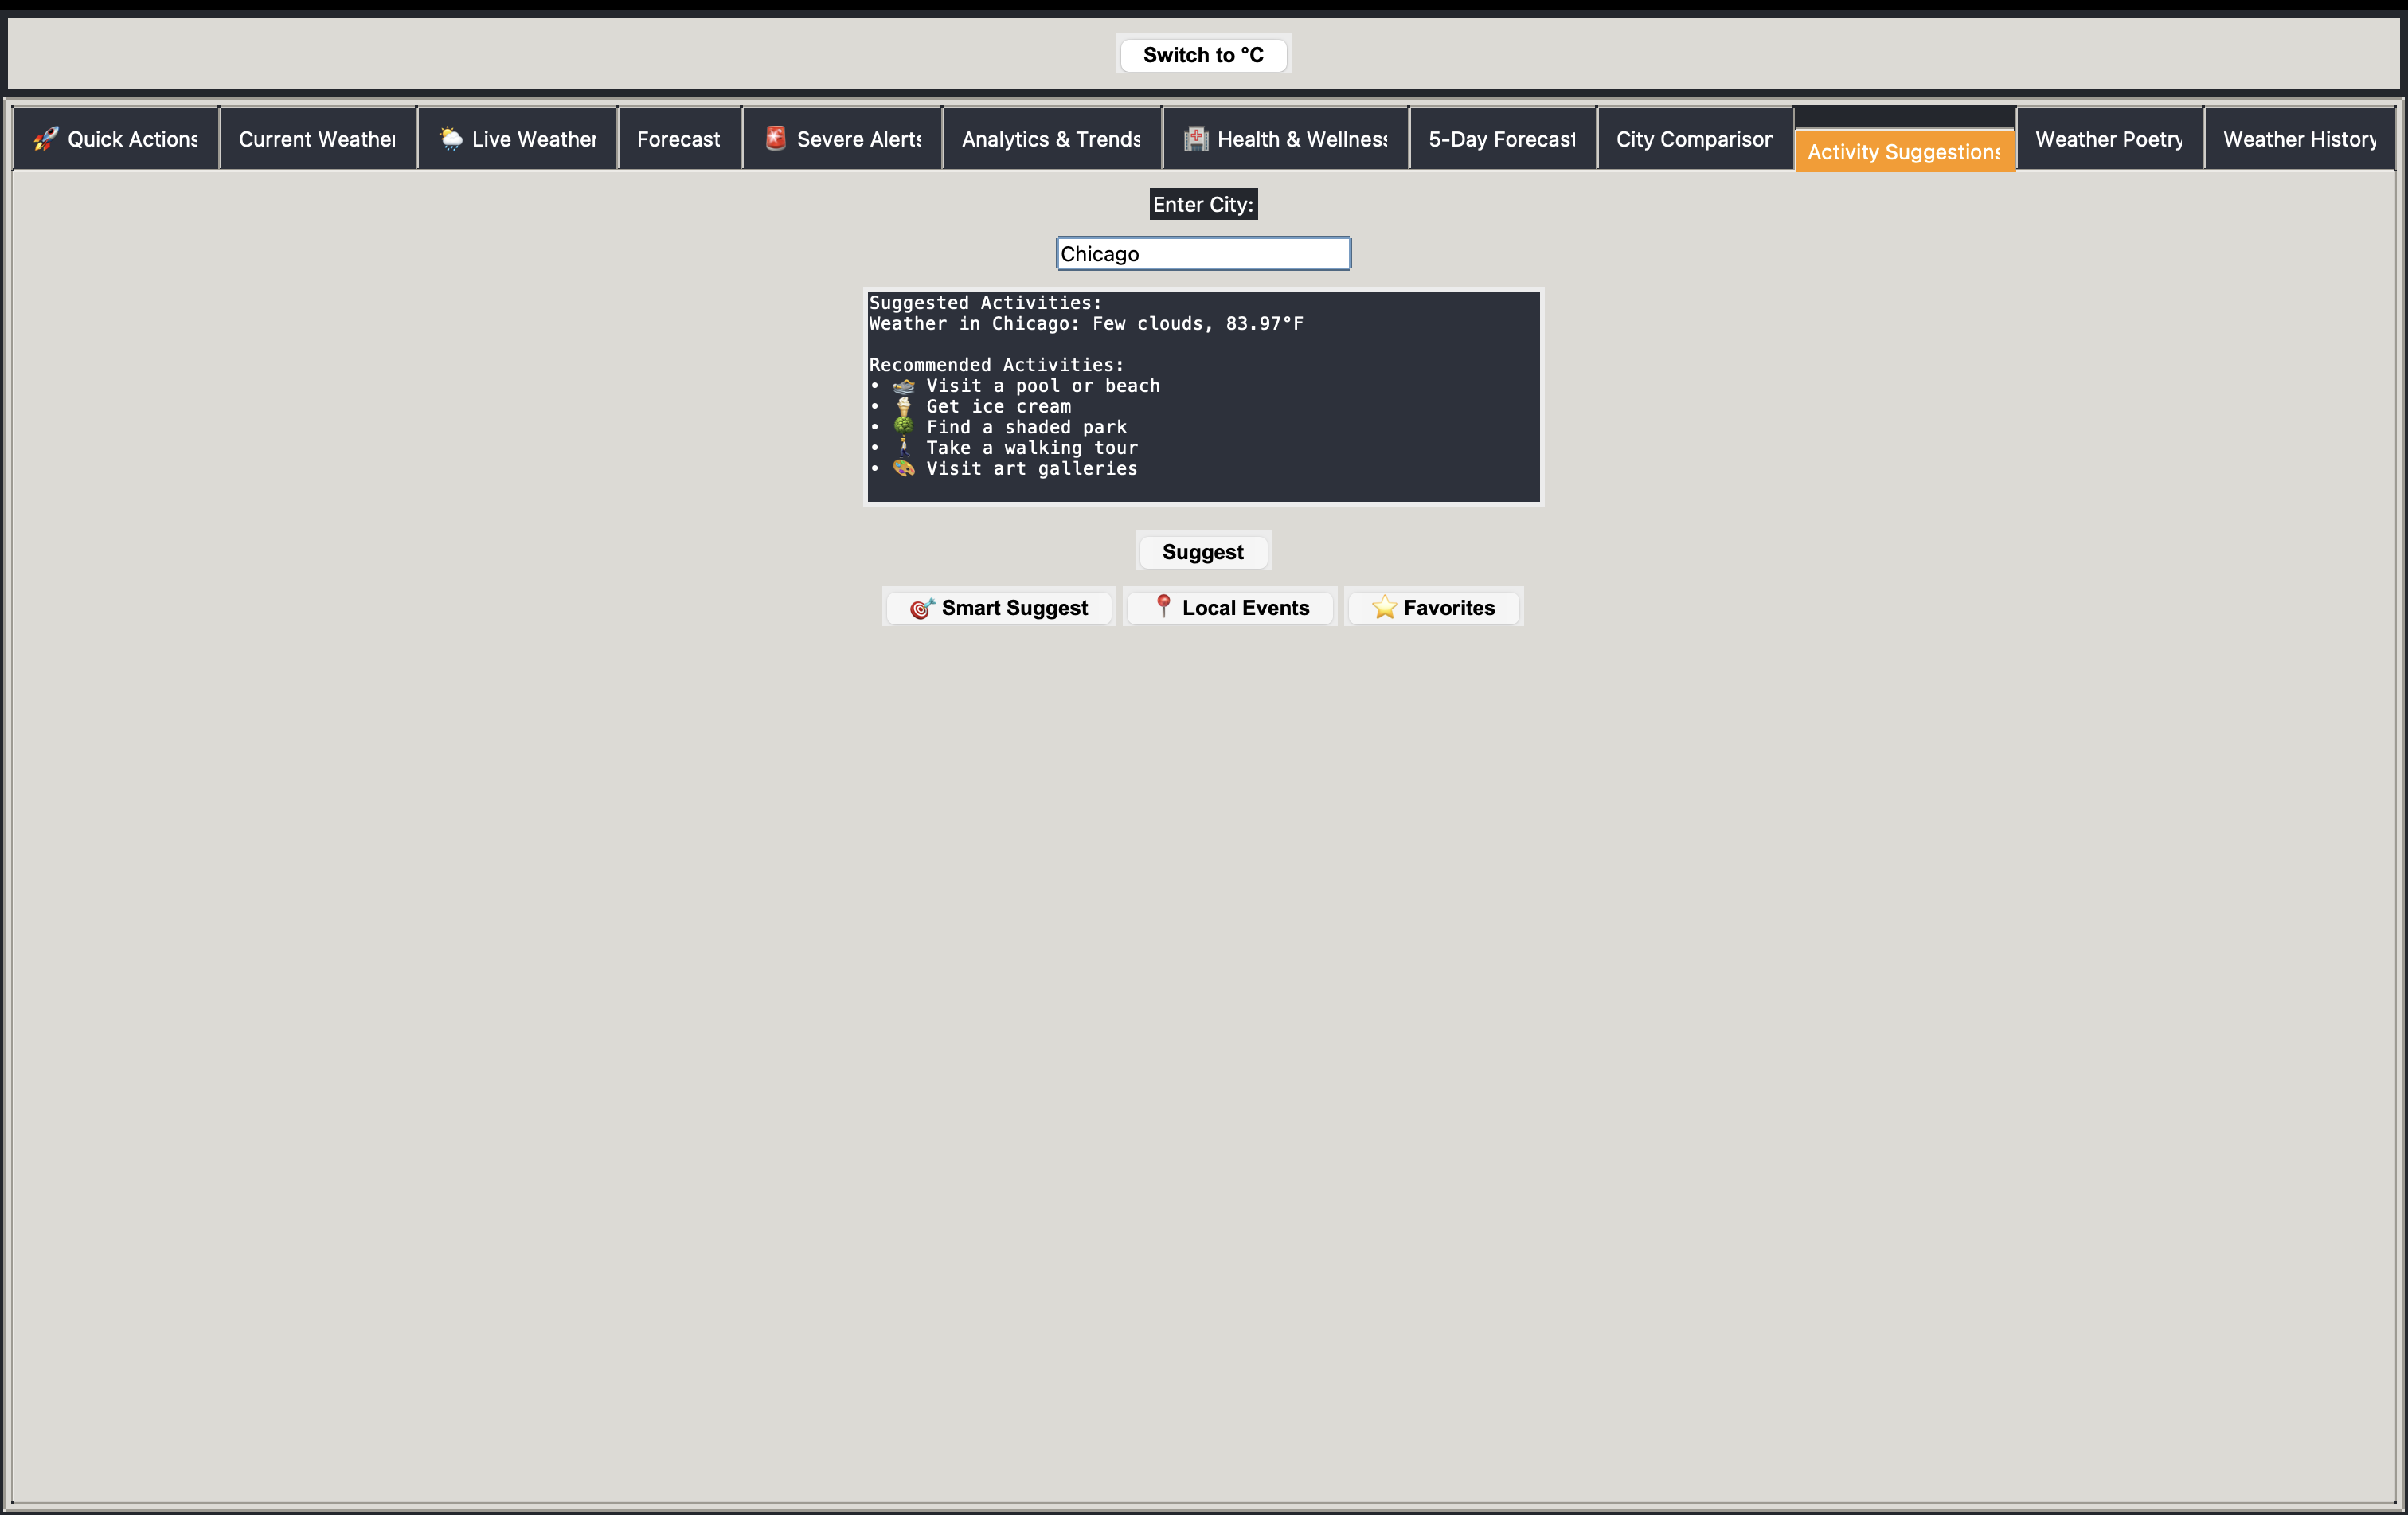 Switch to °C
🚀 Quick Actions
Current Weather
🌦 Live Weather
Forecast
🚨 Severe Alerts
Analytics & Trends
🏥 Health & Wellness
5-Day Forecast
City Comparison
Activity Suggestions
Weather Poetry
Weather History
Enter City:
Chicago
Suggested Activities:
Weather in Chicago: Few clouds, 83.97°F
Recommended Activities:
• 🏊 Visit a pool or beach
• 🍦 Get ice cream
• 🌳 Find a shaded park
• 🚶 Take a walking tour
• 🎨 Visit art galleries
Suggest
🎯 Smart Suggest
📍 Local Events
⭐ Favorites